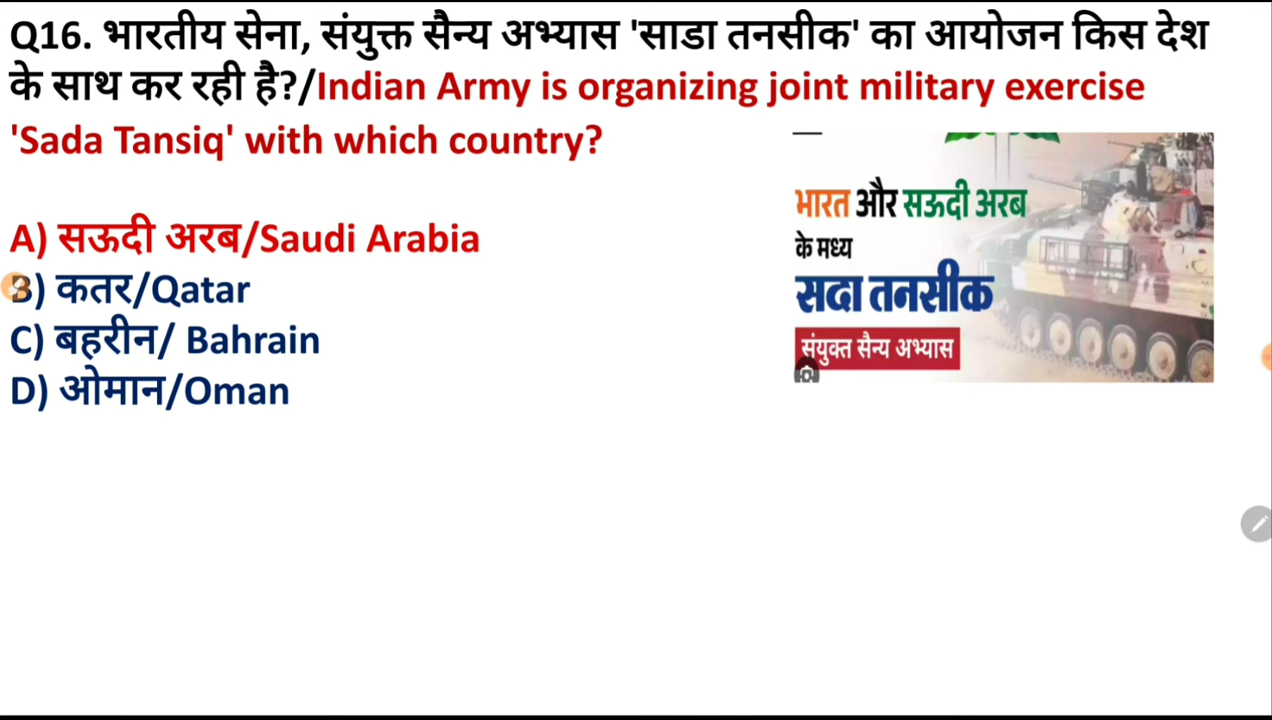 Q16. भारतीय सेना, संयुक्त सैन्य अभ्यास 'साडा तनसीक' का आयोजन किस देश
के साथ कर रही है?/Indian Army is organizing joint military exercise
'Sada Tansiq' with which country?
A) सऊदी अरब/Saudi Arabia
B) कतर/Qatar
C) बहरीन/ Bahrain
D) ओमान/Oman
भारत और सऊदी अरब
के मध्य
सदा तनसीक
संयुक्त सैन्य अभ्यास